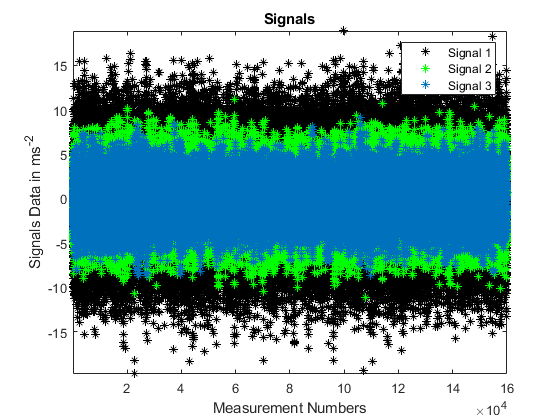 Signals
Signal 1
Signal 2
Signal 3
Signals Data in ms⁻²
15
10
5
0
-5
-10
-15
2 4 6 8 10 12 14 16
×10⁴
Measurement Numbers